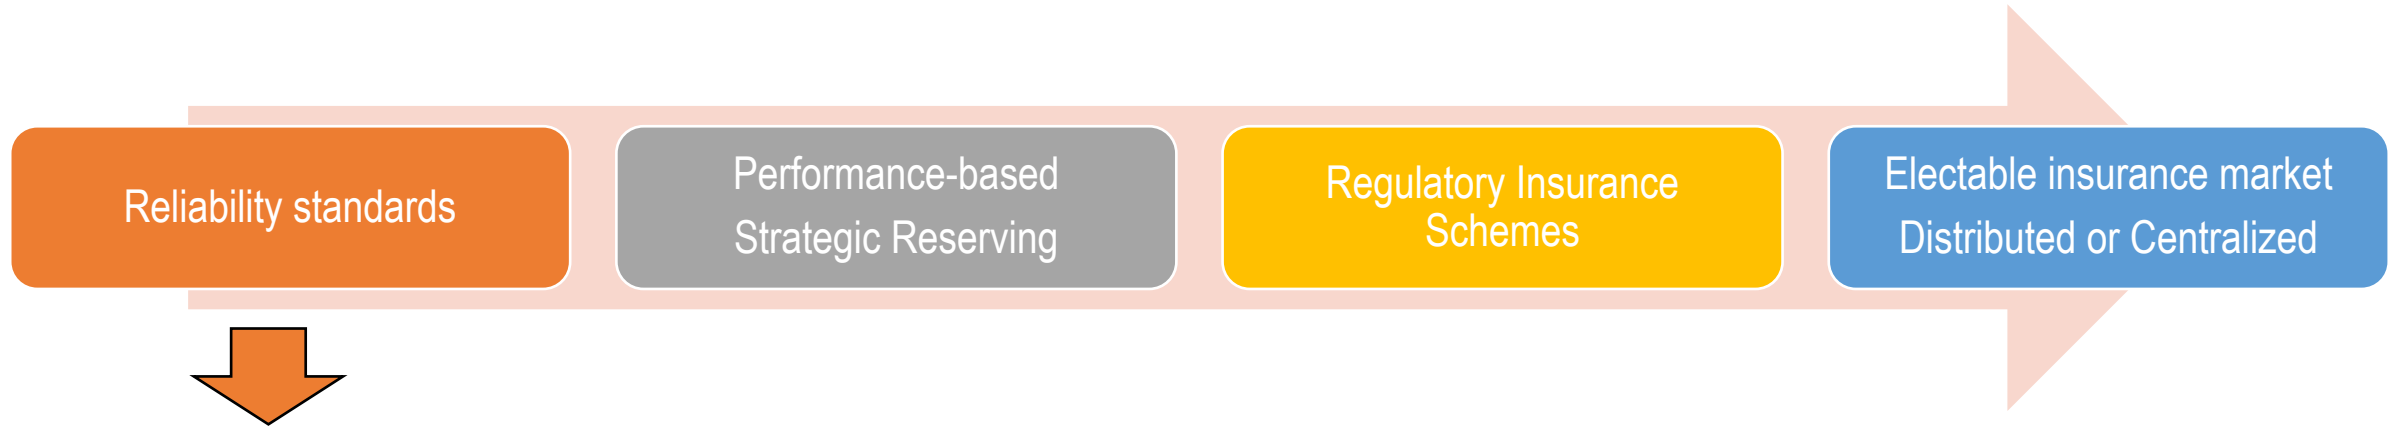 Reliability standards
Performance-based
Strategic Reserving
Regulatory Insurance
Schemes
Electable insurance market
Distributed or Centralized